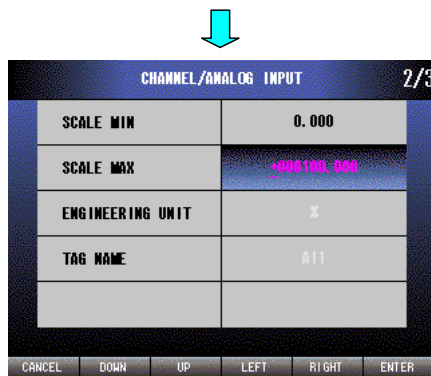 CHANNEL/ANALOG INPUT 2/3
SCALE MIN 0.000
SCALE MAX +000100.000
ENGINEERING UNIT %
TAG NAME AI1
CANCEL DOWN UP LEFT RIGHT ENTER